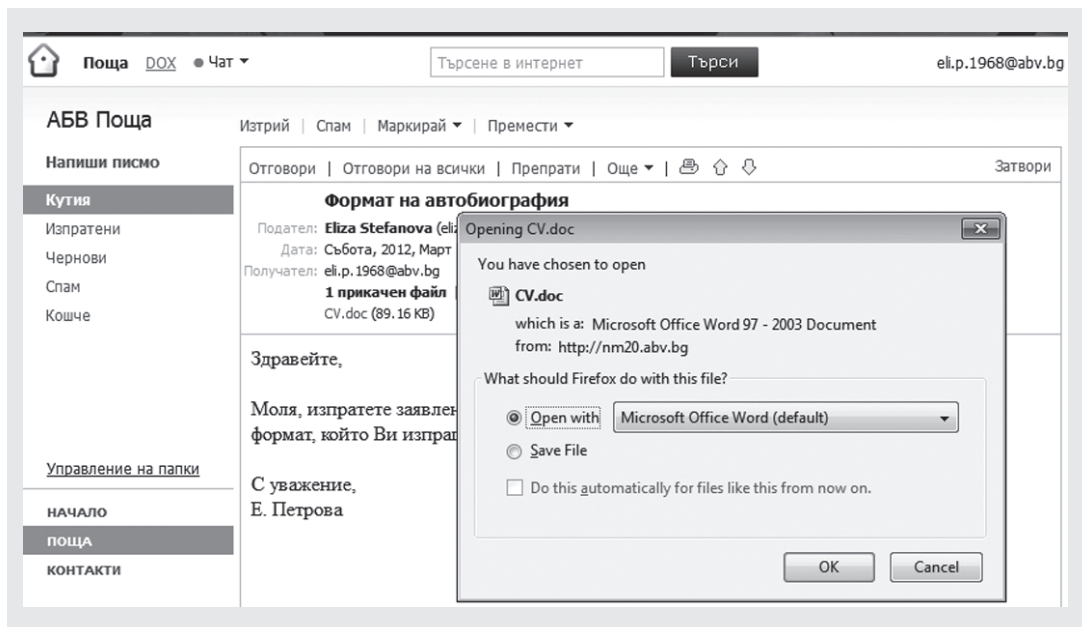 Поща DOX Чат
Търсене в интернет
Търси
eli.p.1968@abv.bg
АБВ Поща
Напиши писмо
Кутия
Изпратени
Чернови
Спам
Кошче
Управление на папки
НАЧАЛО
ПОЩА
КОНТАКТИ
Изтрий | Спам | Маркирай | Премести
Отговори | Отговори на всички | Препрати | Още |
Затвори
Формат на автобиография
Подател: Eliza Stefanova
Дата: Събота, 2012, Март
Получател: eli.p.1968@abv.bg
1 прикачен файл
CV.doc (89.16 KB)
Здравейте,
Моля, изпратете
формат, който Ви
С уважение,
Е. Петрова
Opening CV.doc
You have chosen to open
CV.doc
which is a: Microsoft Office Word 97 - 2003 Document
from: http://nm20.abv.bg
What should Firefox do with this file?
Open with Microsoft Office Word (default)
Save File
Do this automatically for files like this from now on.
OK Cancel